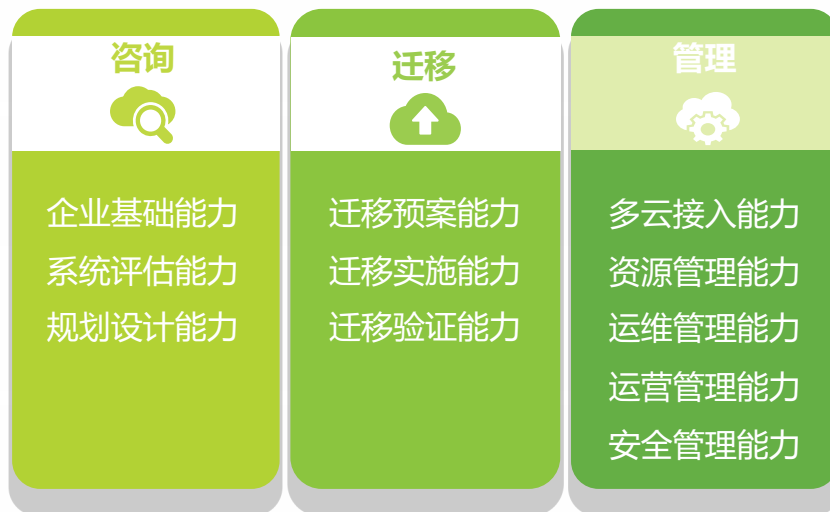 咨询
企业基础能力
系统评估能力
规划设计能力
迁移
迁移预案能力
迁移实施能力
迁移验证能力
管理
多云接入能力
资源管理能力
运维管理能力
运营管理能力
安全管理能力